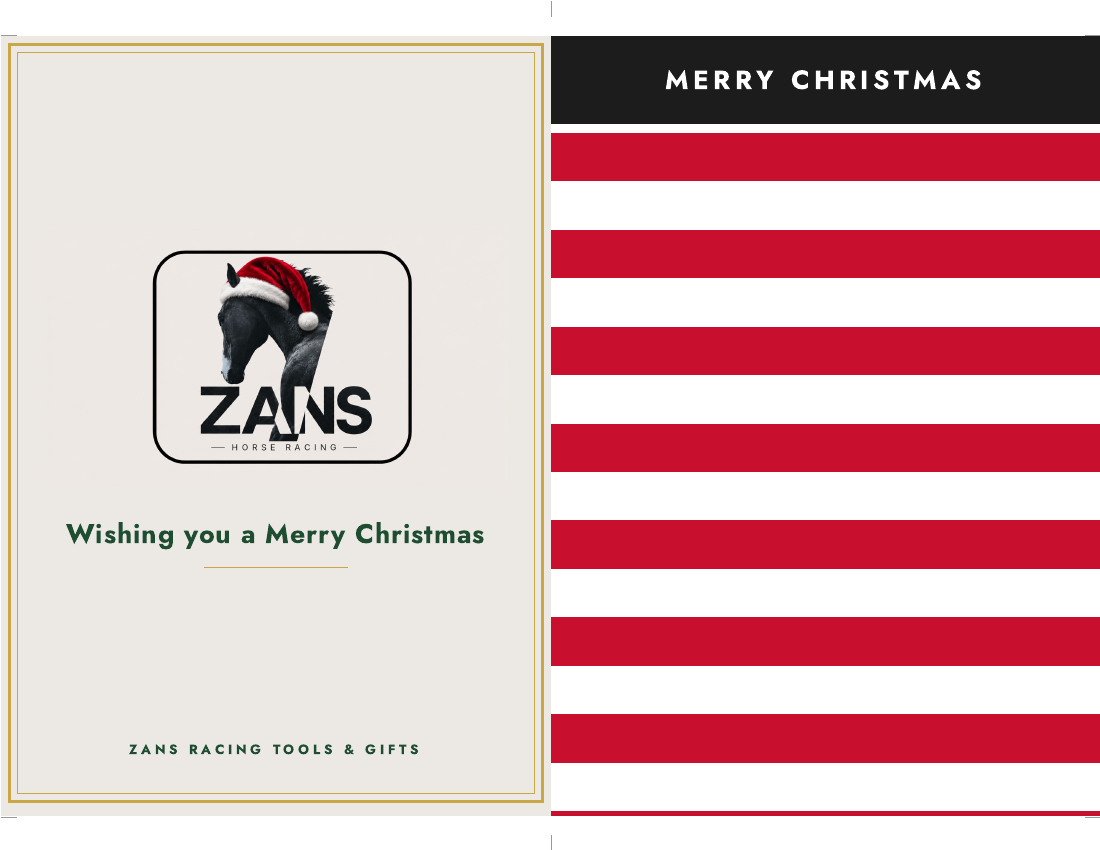 ZANS
HORSE RACING
Wishing you a Merry Christmas
ZANS RACING TOOLS & GIFTS
MERRY CHRISTMAS